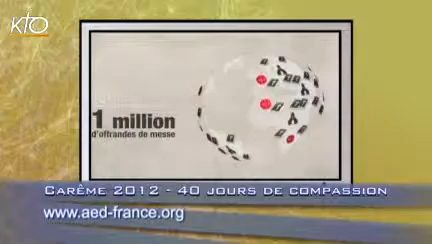 KTO
1 million
d'offrandes de messe
CARÊME 2012 - 40 JOURS DE COMPASSION
www.aed-france.org